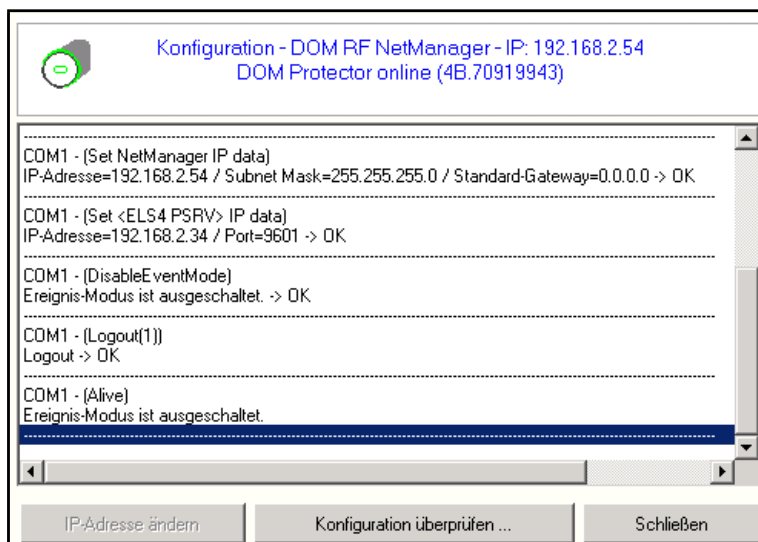 Konfiguration - DOM RF NetManager - IP: 192.168.2.54
DOM Protector online (4B.70919943)
COM1 - (Set NetManager IP data)
IP-Adresse=192.168.2.54 / Subnet Mask=255.255.255.0 / Standard-Gateway=0.0.0.0 -> OK
COM1 - (Set <ELS4 PSRV> IP data)
IP-Adresse=192.168.2.34 / Port=9601 -> OK
COM1 - (DisableEventMode)
Ereignis-Modus ist ausgeschaltet. -> OK
COM1 - (Logout(1))
Logout -> OK
COM1 - (Alive)
Ereignis-Modus ist ausgeschaltet.
IP-Adresse ändern
Konfiguration überprüfen ...
Schließen